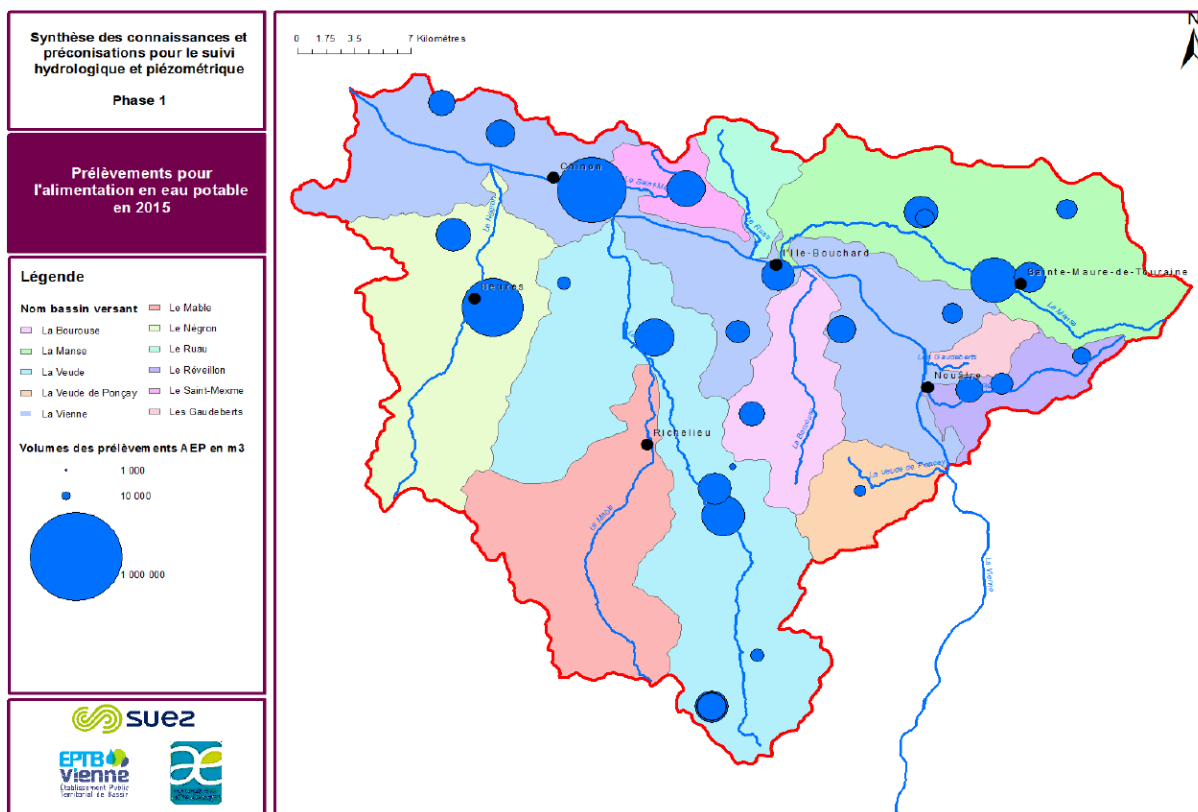 Synthèse des connaissances et
préconisations pour le suivi
hydrologique et piézométrique
Phase 1
Prélèvements pour
l'alimentation en eau potable
en 2015
Légende
Nom bassin versant
La Bourouse
La Manse
La Veude
La Veude de Ponçay
La Vienne
Le Mable
Le Négron
Le Ruau
Le Réveillon
Le Saint-Mexme
Les Gaudeberts
Volumes des prélèvements AEP en m3
1 000
10 000
1 000 000
suez
EPTB
Vienne
Établissement Public
Territorial de Bassin
0 1.75 3.5 7 Kilomètres
N
Chinon
Le Négron
Le Ruau
L'Ile-Bouchard
Sainte-Maure-de-Touraine
La Manse
Les Gaudeberts
Nouâtre
Richelieu
La Bourouse
La Veude de Ponçay
Le Mable
La Vienne